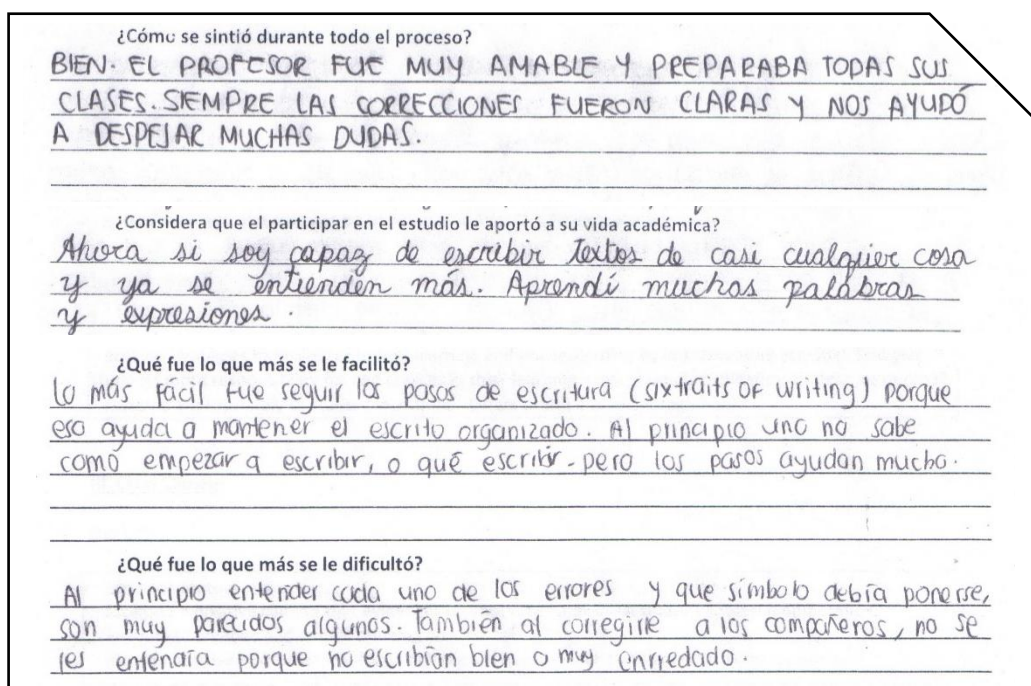 ¿Cómo se sintió durante todo el proceso?
BIEN. EL PROFESOR FUE MUY AMABLE Y PREPARABA TODAS SUS
CLASES. SIEMPRE LAS CORRECCIONES FUERON CLARAS Y NOS AYUDÓ
A DESPEJAR MUCHAS DUDAS.
¿Considera que el participar en el estudio le aportó a su vida académica?
Ahora si soy capaz de escribir textos de casi cualquier cosa
y ya se entienden más. Aprendí muchas palabras
y expresiones.
¿Qué fue lo que más se le facilitó?
Lo más fácil fue seguir los pasos de escritura (six traits of writing) porque
eso ayuda a mantener el escrito organizado. Al principio uno no sabe
como empezar a escribir, o qué escribir. pero los pasos ayudan mucho.
¿Qué fue lo que más se le dificultó?
Al principio entender cada uno de los errores y que símbolo debía ponerse,
son muy parecidos algunos. También al corregirle a los compañeros, no se
les entendía porque no escribían bien o muy enrredado.